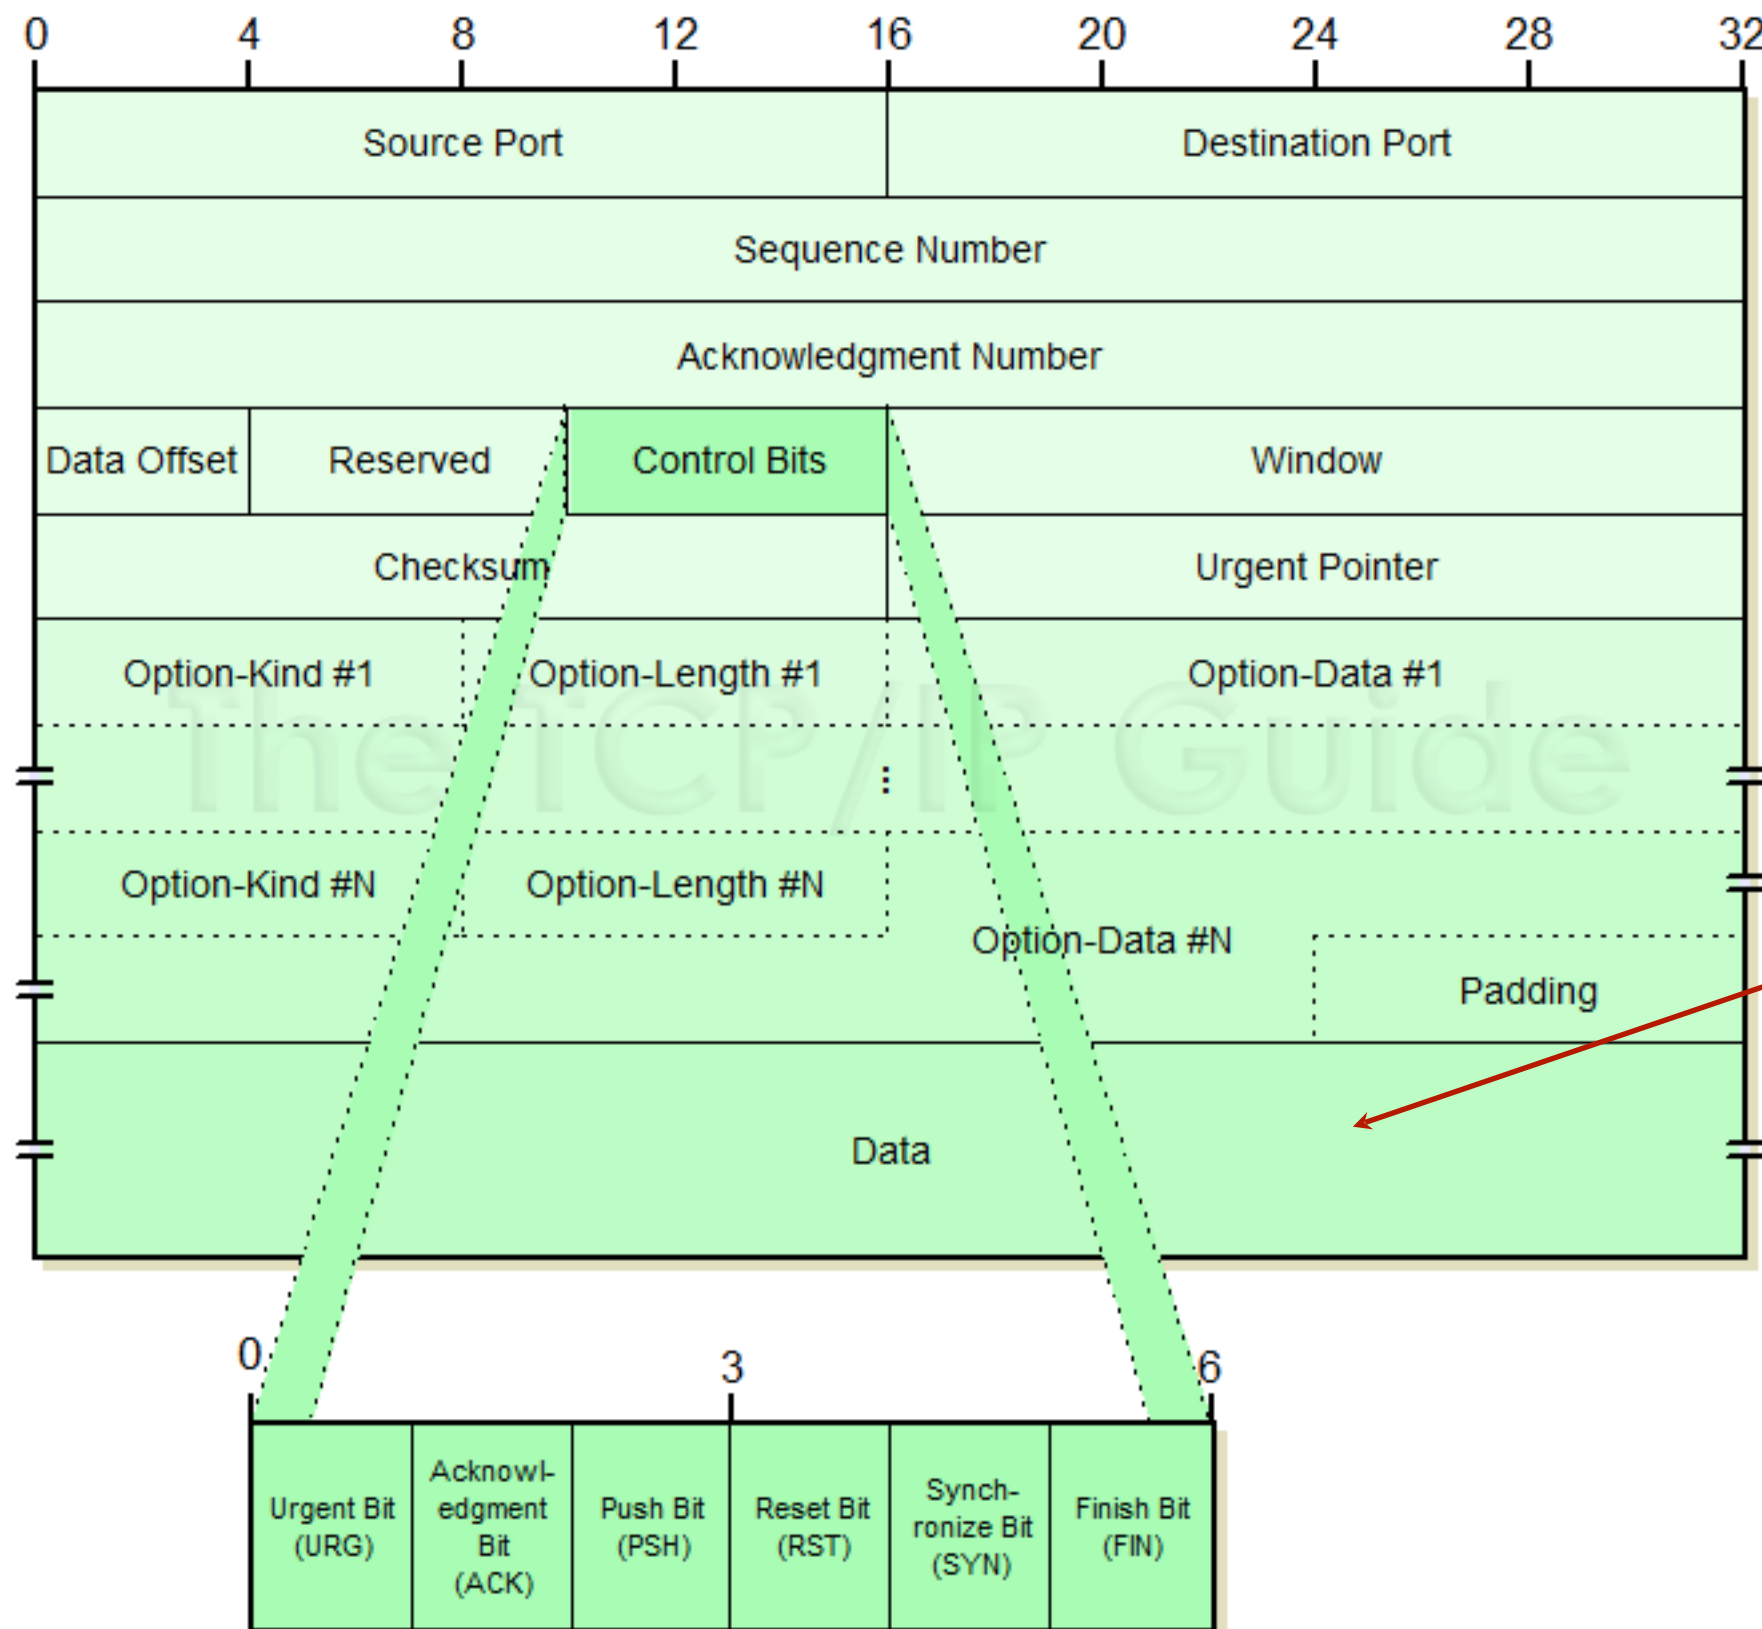 0 4 8 12 16 20 24 28 32
Source Port Destination Port
Sequence Number
Acknowledgment Number
Data Offset Reserved Control Bits Window
Checksum Urgent Pointer
Option-Kind #1 Option-Length #1 Option-Data #1
The TCP/IP Guide
...
Option-Kind #N Option-Length #N
Option-Data #N
Padding
Data
0 3 6
Urgent Bit
(URG)
Acknowl-
edgment
Bit
(ACK)
Push Bit
(PSH)
Reset Bit
(RST)
Synch-
ronize Bit
(SYN)
Finish Bit
(FIN)